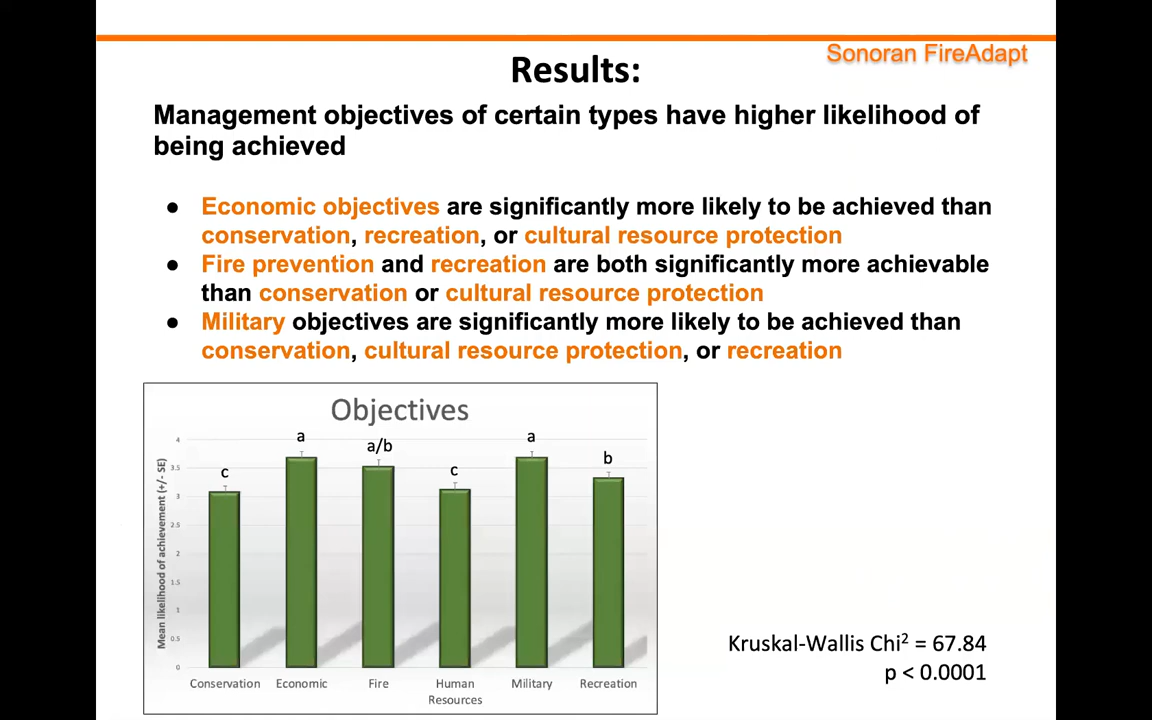 Sonoran FireAdapt
Results:
Management objectives of certain types have higher likelihood of
being achieved
● Economic objectives are significantly more likely to be achieved than
conservation, recreation, or cultural resource protection
● Fire prevention and recreation are both significantly more achievable
than conservation or cultural resource protection
● Military objectives are significantly more likely to be achieved than
conservation, cultural resource protection, or recreation
Objectives
Mean likelihood of achievement (+/- SE)
4
3.5
3
2.5
2
1.5
1
0.5
0
c
a
a/b
c
a
b
Conservation
Economic
Fire
Human
Resources
Military
Recreation
Kruskal-Wallis Chi² = 67.84
p < 0.0001